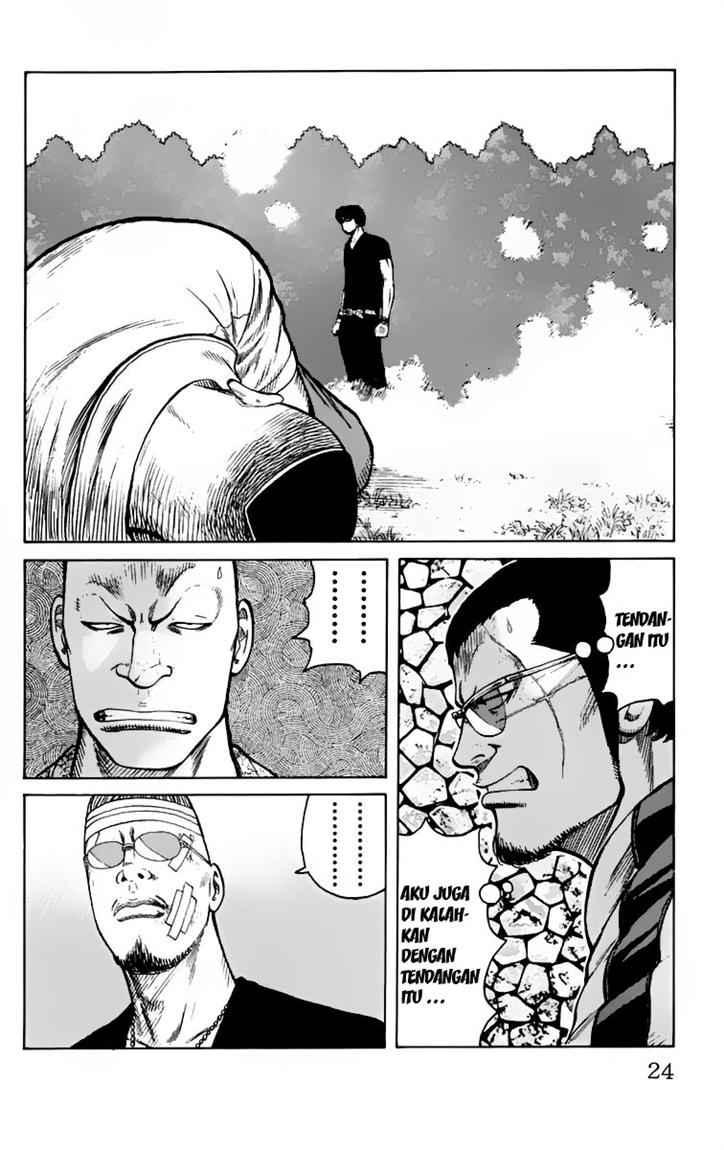 TENDAN-
GAN ITU
...
AKU JUGA
DI KALAH-
KAN
DENGAN
TENDANGAN
ITU ...
24